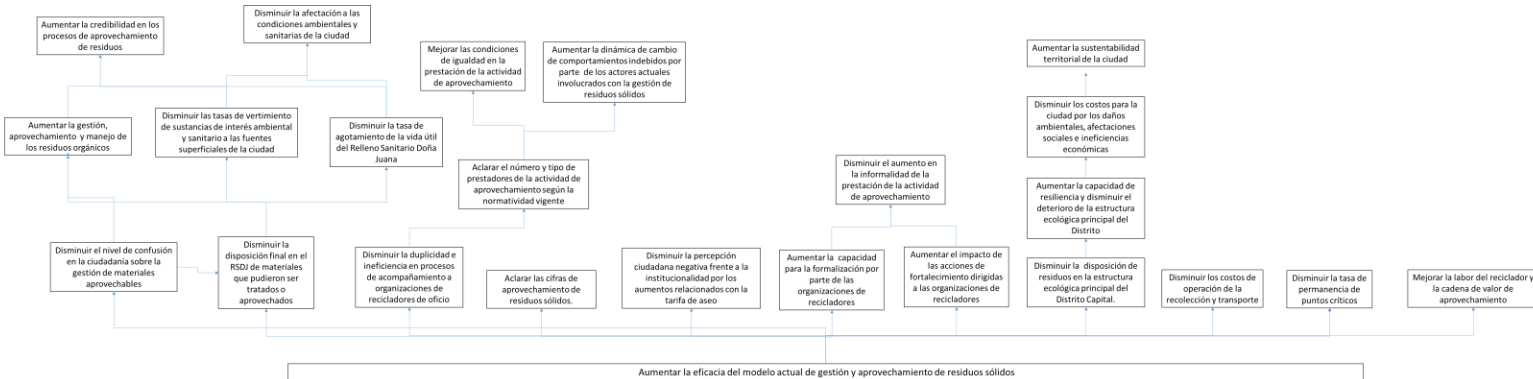 Aumentar la credibilidad en los
procesos de aprovechamiento
de residuos
Disminuir la afectación a las
condiciones ambientales y
sanitarias de la ciudad
Mejorar las condiciones
de igualdad en la
prestación de la actividad
de aprovechamiento
Aumentar la dinámica de cambio
de comportamientos indebidos por
parte de los actores actuales
involucrados con la gestión de
residuos sólidos
Aumentar la sustentabilidad
territorial de la ciudad
Aumentar la gestión,
aprovechamiento y manejo de
los residuos orgánicos
Disminuir las tasas de vertimiento
de sustancias de interés ambiental
y sanitario a las fuentes
superficiales de la ciudad
Disminuir la tasa de
agotamiento de la vida útil
del Relleno Sanitario Doña
Juana
Disminuir los costos para la
ciudad por los daños
ambientales, afectaciones
sociales e ineficiencias
económicas
Aclarar el número y tipo de
prestadores de la actividad de
aprovechamiento según la
normatividad vigente
Disminuir el aumento en
la informalidad de la
prestación de la actividad
de aprovechamiento
Aumentar la capacidad de
resiliencia y disminuir el
deterioro de la estructura
ecológica principal del
Distrito
Disminuir el nivel de confusión
en la ciudadanía sobre la
gestión de materiales
aprovechables
Disminuir la
disposición final en el
RSDJ de materiales
que pudieron ser
tratados o
aprovechados
Disminuir la duplicidad e
ineficiencia en procesos de
acompañamiento a
organizaciones de
recicladores de oficio
Aclarar las cifras de
aprovechamiento de
residuos sólidos.
Disminuir la percepción
ciudadana negativa frente a la
institucionalidad por los
aumentos relacionados con la
tarifa de aseo
Aumentar la capacidad
para la formalización por
parte de las
organizaciones de
recicladores
Aumentar el impacto de
las acciones de
fortalecimiento dirigidas
a las organizaciones de
recicladores
Disminuir la disposición de
residuos en la estructura
ecológica principal del
Distrito Capital.
Disminuir los costos de
operación de la
recolección y transporte
Disminuir la tasa de
permanencia de
puntos críticos
Mejorar la labor del reciclador y
la cadena de valor de
aprovechamiento
Aumentar la eficacia del modelo actual de gestión y aprovechamiento de residuos sólidos